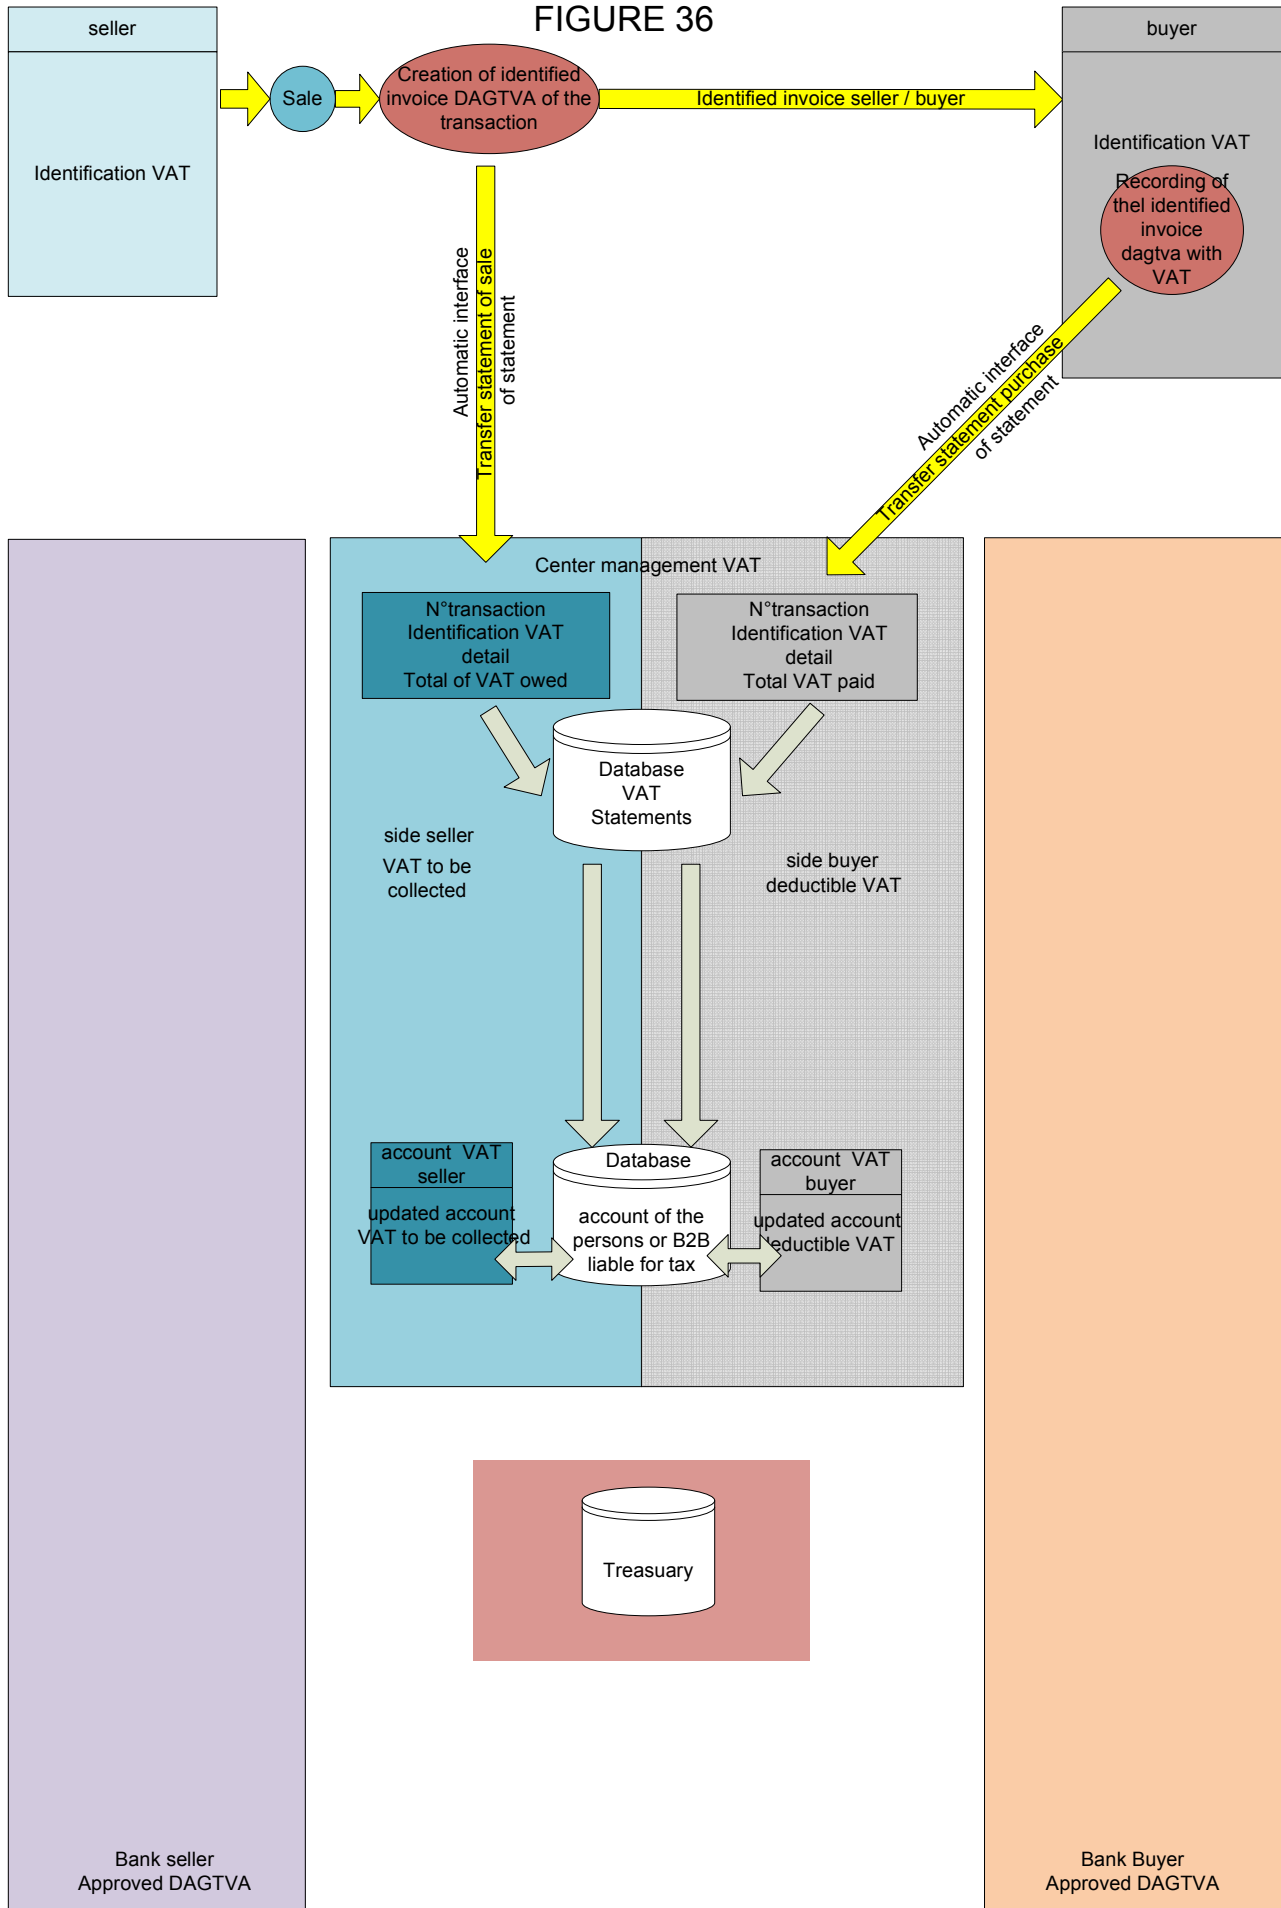 FIGURE 36
seller
Identification VAT
Sale
Creation of identified
invoice DAGTVA of the
transaction
Identified invoice seller / buyer
buyer
Identification VAT
Recording of
thel identified
invoice
dagtva with
VAT
Automatic interface
Transfer statement of sale
of statement
Automatic interface
Transfer statement purchase
of statement
Center management VAT
N°transaction
Identification VAT
detail
Total of VAT owed
N°transaction
Identification VAT
detail
Total VAT paid
Database
VAT
Statements
side seller
VAT to be
collected
side buyer
deductible VAT
account VAT
seller
updated account
VAT to be collected
Database
account of the
persons or B2B
liable for tax
account VAT
buyer
updated account
deductible VAT
Treasuary
Bank seller
Approved DAGTVA
Bank Buyer
Approved DAGTVA